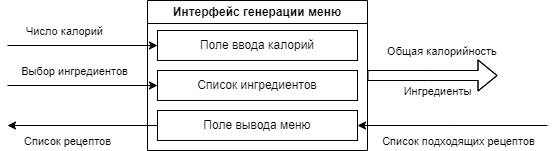 Интерфейс генерации меню
Число калорий
Поле ввода калорий
Общая калорийность
Выбор ингредиентов
Список ингредиентов
Ингредиенты
Поле вывода меню
Список рецептов
Список подходящих рецептов